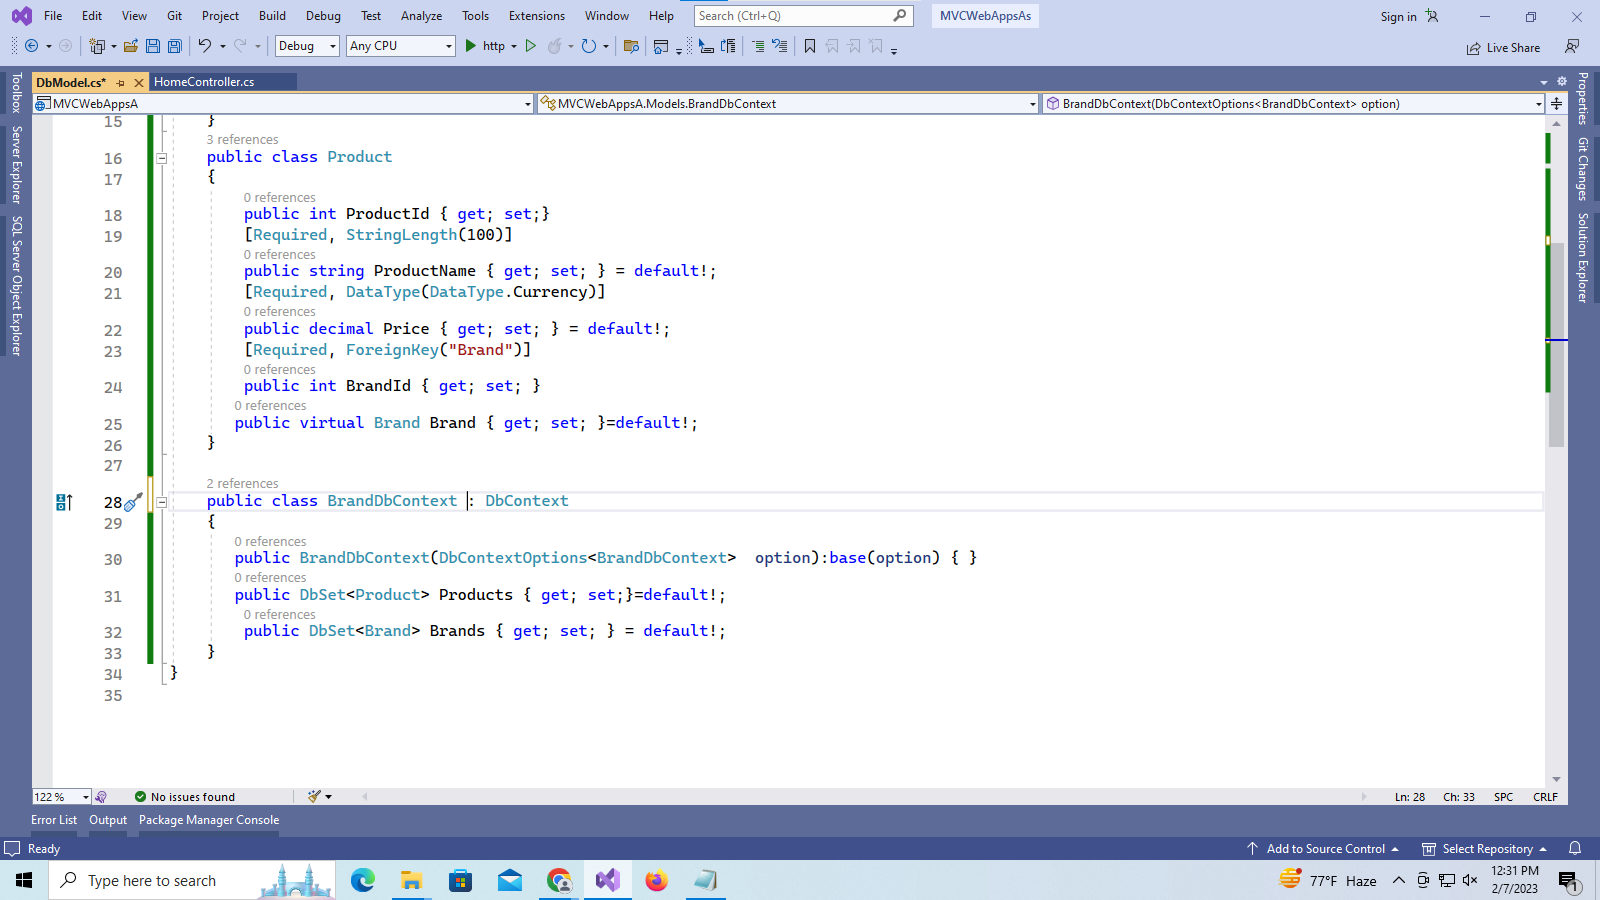 File Edit View Git Project Build Debug Test Analyze Tools Extensions Window Help Search (Ctrl+Q) MVCWebAppsAs Sign in
Debug Any CPU http Live Share
DbModel.cs* HomeController.cs
MVCWebAppsA MVCWebAppsA.Models.BrandDbContext BrandDbContext(DbContextOptions<BrandDbContext> option)
Toolbox
Server Explorer
SQL Server Object Explorer
Properties
Git Changes
Solution Explorer
15 }
3 references
16 public class Product
17 {
0 references
18 public int ProductId { get; set;}
19 [Required, StringLength(100)]
0 references
20 public string ProductName { get; set; } = default!;
21 [Required, DataType(DataType.Currency)]
0 references
22 public decimal Price { get; set; } = default!;
23 [Required, ForeignKey("Brand")]
0 references
24 public int BrandId { get; set; }
0 references
25 public virtual Brand Brand { get; set; }=default!;
26 }
27
2 references
28 public class BrandDbContext : DbContext
29 {
0 references
30 public BrandDbContext(DbContextOptions<BrandDbContext>  option):base(option) { }
0 references
31 public DbSet<Product> Products { get; set;}=default!;
0 references
32 public DbSet<Brand> Brands { get; set; } = default!;
33 }
34 }
35
122 % No issues found Ln: 28 Ch: 33 SPC CRLF
Error List Output Package Manager Console
Ready Add to Source Control Select Repository
Type here to search 77°F Haze 12:31 PM
2/7/2023 1